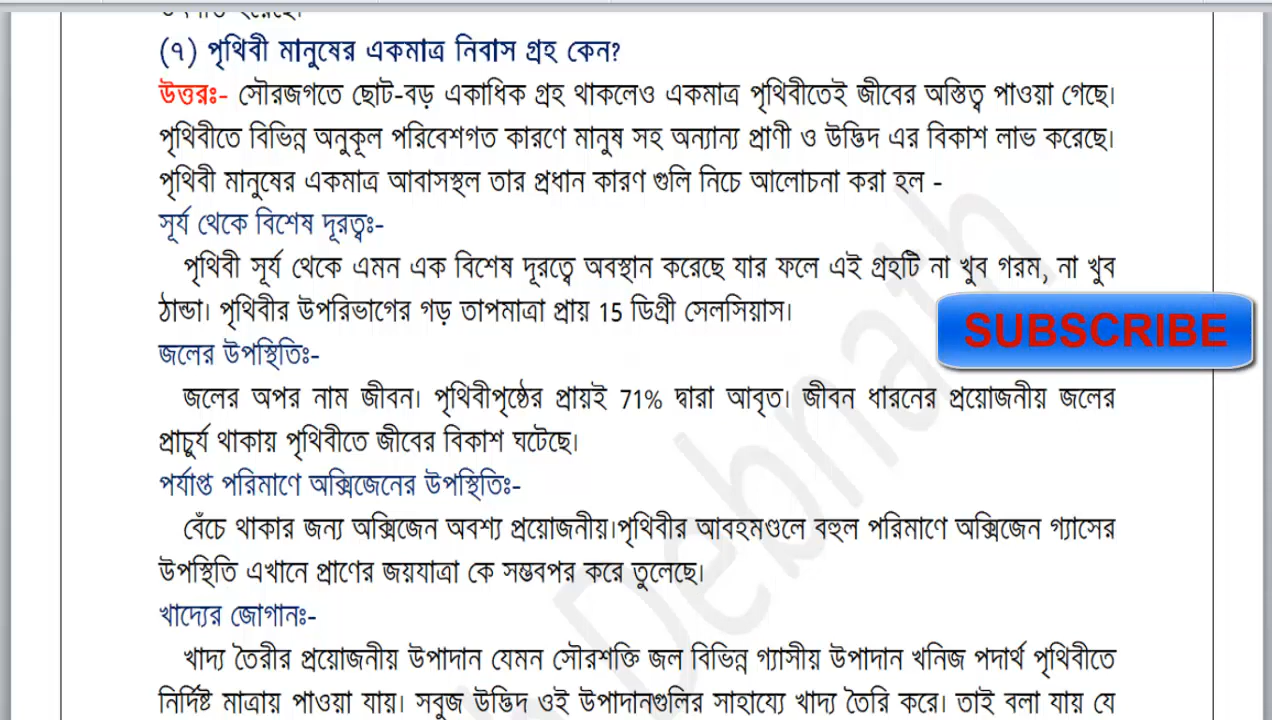 (৭) পৃথিবী মানুষের একমাত্র নিবাস গ্রহ কেন?
উত্তরঃ- সৌরজগতে ছোট-বড় একাধিক গ্রহ থাকলেও একমাত্র পৃথিবীতেই জীবের অস্তিত্ব পাওয়া গেছে।
পৃথিবীতে বিভিন্ন অনুকূল পরিবেশগত কারণে মানুষ সহ অন্যান্য প্রাণী ও উদ্ভিদ এর বিকাশ লাভ করেছে।
পৃথিবী মানুষের একমাত্র আবাসস্থল তার প্রধান কারণ গুলি নিচে আলোচনা করা হল -
সূর্য থেকে বিশেষ দূরত্বঃ-
পৃথিবী সূর্য থেকে এমন এক বিশেষ দূরত্বে অবস্থান করেছে যার ফলে এই গ্রহটি না খুব গরম, না খুব
ঠান্ডা। পৃথিবীর উপরিভাগের গড় তাপমাত্রা প্রায় 15 ডিগ্রী সেলসিয়াস।
SUBSCRIBE
জলের উপস্থিতিঃ-
জলের অপর নাম জীবন। পৃথিবীপৃষ্ঠের প্রায়ই 71% দ্বারা আবৃত। জীবন ধারনের প্রয়োজনীয় জলের
প্রাচুর্য থাকায় পৃথিবীতে জীবের বিকাশ ঘটেছে।
পর্যাপ্ত পরিমাণে অক্সিজেনের উপস্থিতিঃ-
বেঁচে থাকার জন্য অক্সিজেন অবশ্য প্রয়োজনীয়।পৃথিবীর আবহমণ্ডলে বহুল পরিমাণে অক্সিজেন গ্যাসের
উপস্থিতি এখানে প্রাণের জয়যাত্রা কে সম্ভবপর করে তুলেছে।
খাদ্যের জোগানঃ-
খাদ্য তৈরীর প্রয়োজনীয় উপাদান যেমন সৌরশক্তি জল বিভিন্ন গ্যাসীয় উপাদান খনিজ পদার্থ পৃথিবীতে
নির্দিষ্ট মাত্রায় পাওয়া যায়। সবুজ উদ্ভিদ ওই উপাদানগুলির সাহায্যে খাদ্য তৈরি করে। তাই বলা যায় যে
Debnath